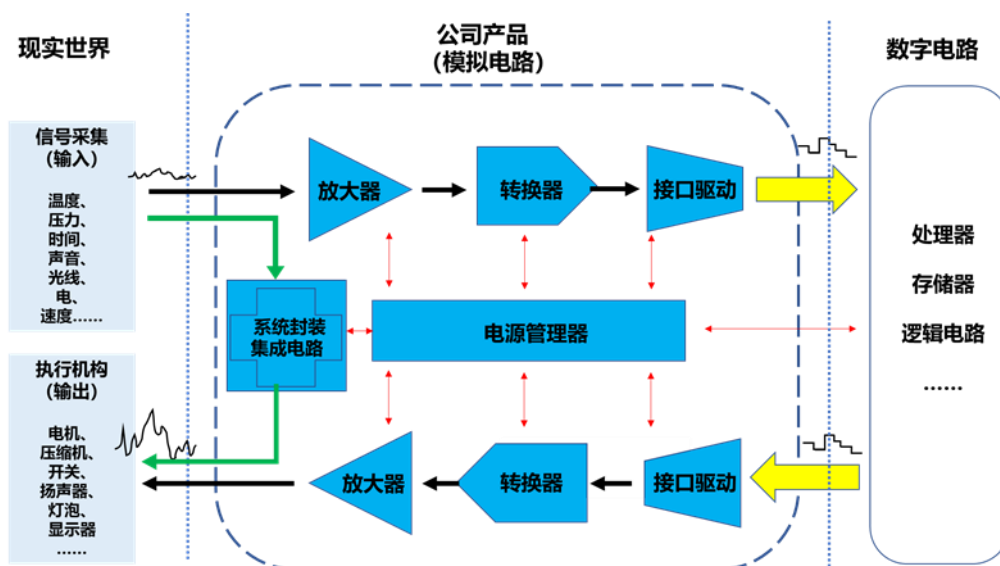 现实世界
公司产品
(模拟电路)
数字电路
信号采集
(输入)
温度、
压力、
时间、
声音、
光线、
电、
速度……
放大器
转换器
接口驱动
处理器
存储器
逻辑电路
……
系统封装
集成电路
电源管理器
执行机构
(输出)
电机、
压缩机、
开关、
扬声器、
灯泡、
显示器
……
放大器
转换器
接口驱动